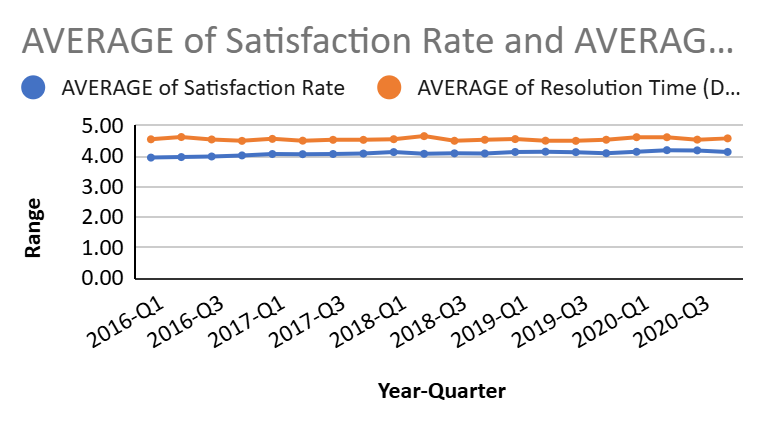 AVERAGE of Satisfaction Rate and AVERAG...
AVERAGE of Satisfaction Rate AVERAGE of Resolution Time (D...
5.00
4.00
3.00
2.00
1.00
0.00
Range
2016-Q1 2016-Q3 2017-Q1 2017-Q3 2018-Q1 2018-Q3 2019-Q1 2019-Q3 2020-Q1 2020-Q3
Year-Quarter